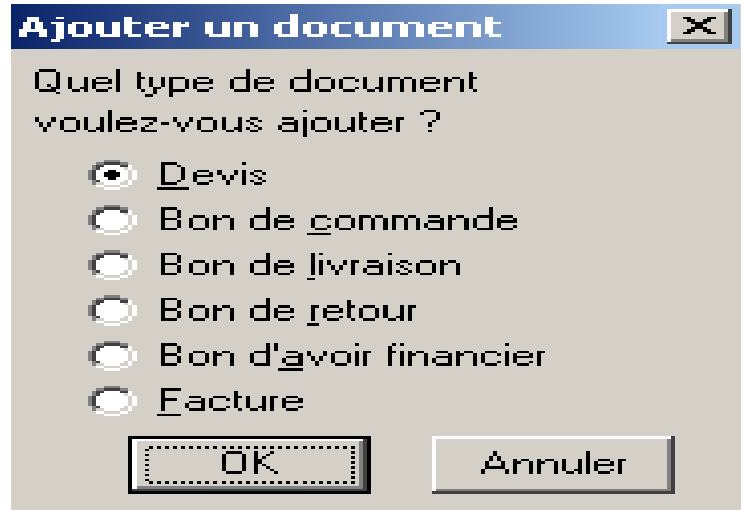 Ajouter un document
Quel type de document
voulez-vous ajouter ?
Devis
Bon de commande
Bon de livraison
Bon de retour
Bon d'avoir financier
Facture
OK Annuler